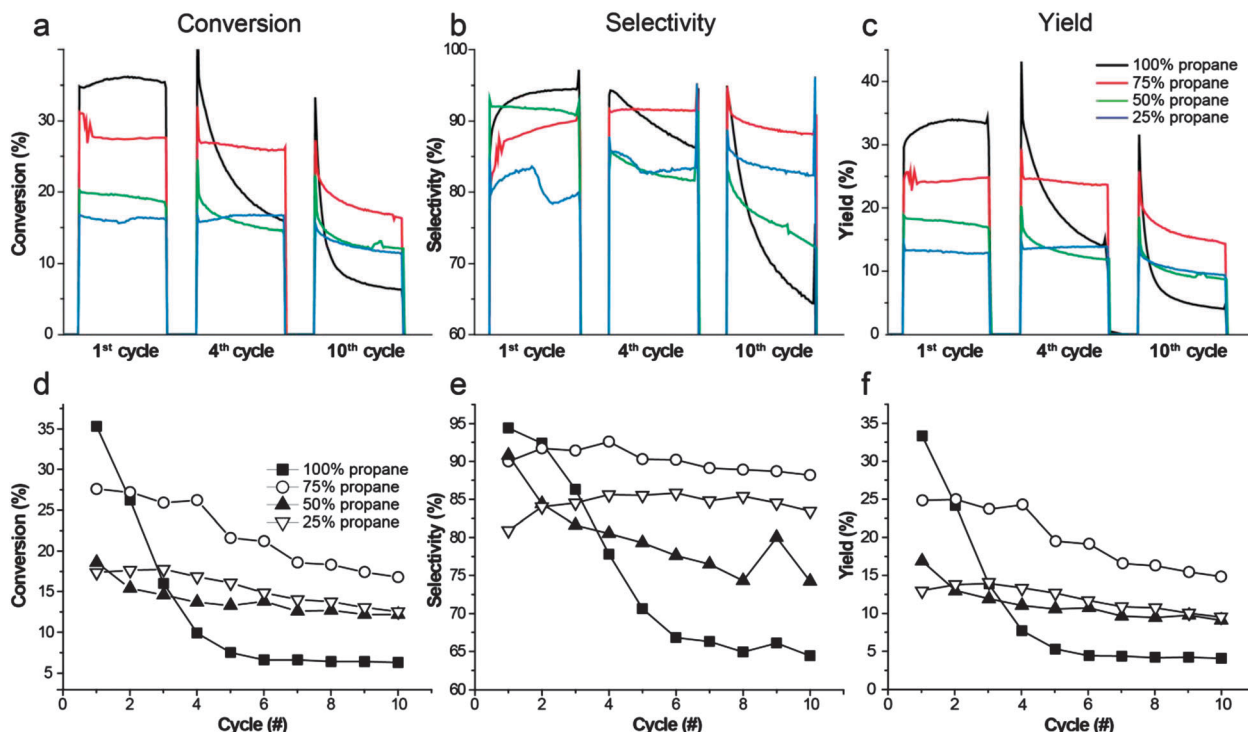 a
Conversion
b
Selectivity
c
Yield
Conversion (%)
30
20
10
0
1st cycle
4th cycle
10th cycle
Selectivity (%)
100
90
80
70
60
1st cycle
4th cycle
10th cycle
Yield (%)
40
30
20
10
0
100% propane
75% propane
50% propane
25% propane
1st cycle
4th cycle
10th cycle
d
Conversion (%)
35
30
25
20
15
10
5
100% propane
75% propane
50% propane
25% propane
0
2
4
6
8
10
Cycle (#)
e
Selectivity (%)
95
90
85
80
75
70
65
60
0
2
4
6
8
10
Cycle (#)
f
Yield (%)
35
30
25
20
15
10
5
0
0
2
4
6
8
10
Cycle (#)